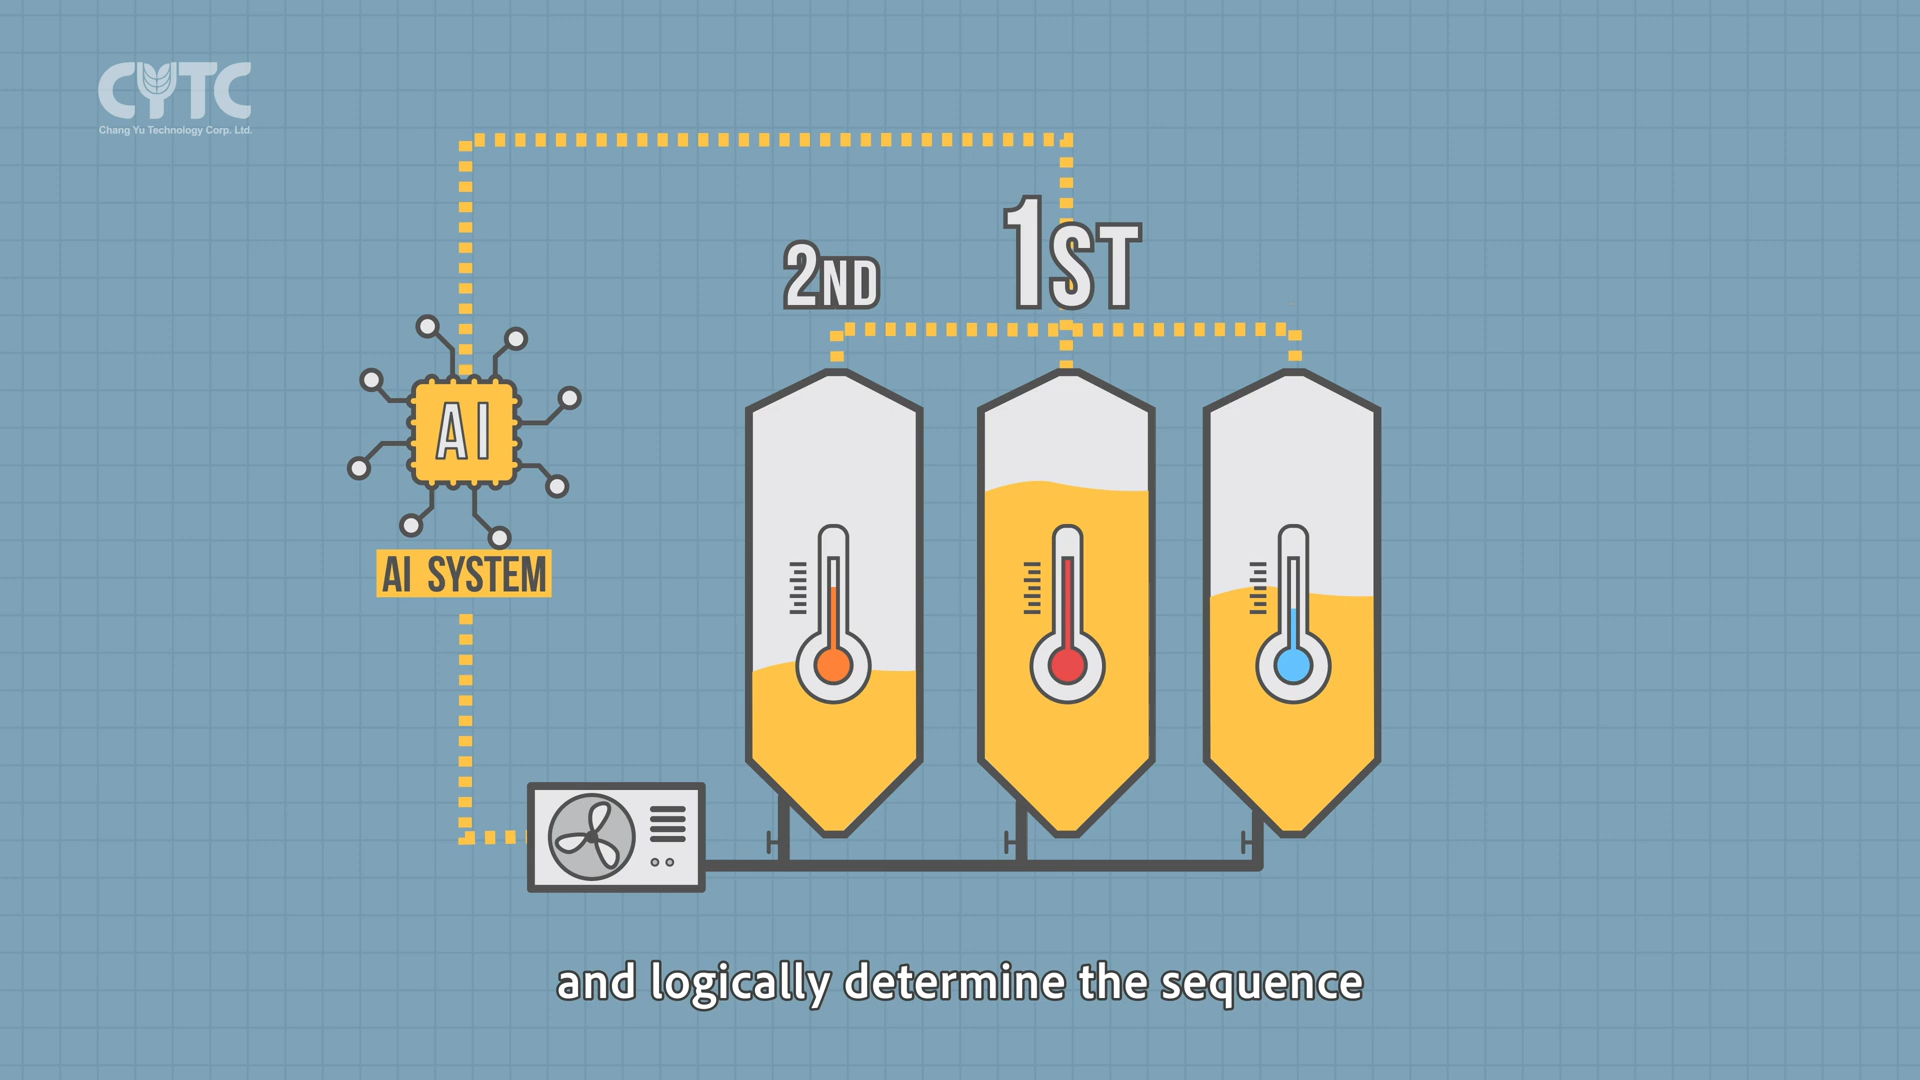 CYTC
Chang Yu Technology Corp. Ltd.
2ND
1ST
AI
AI SYSTEM
and logically determine the sequence